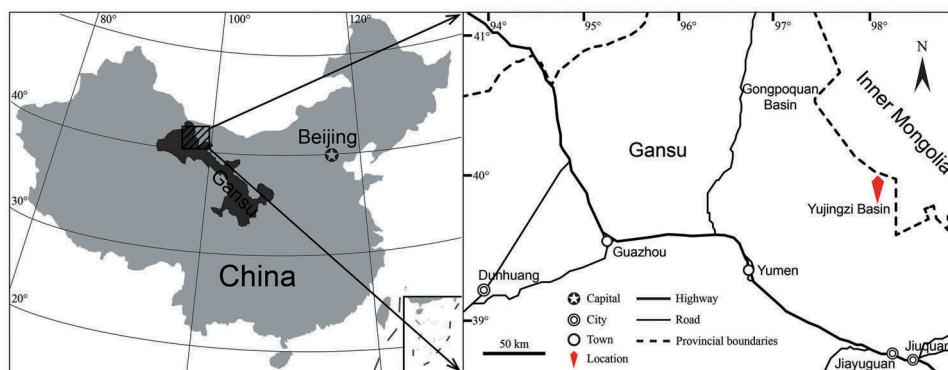 80°
100°
120°
40°
30°
20°
Beijing
Gansu
China
94°
95°
96°
97°
98°
41°
40°
39°
N
Gongpoquan
Basin
Inner Mongolia
Gansu
Yujingzi Basin
Guazhou
Dunhuang
Yumen
Capital
City
Town
Location
Highway
Road
Provincial boundaries
50 km
Jiayuguan
Jiuquan